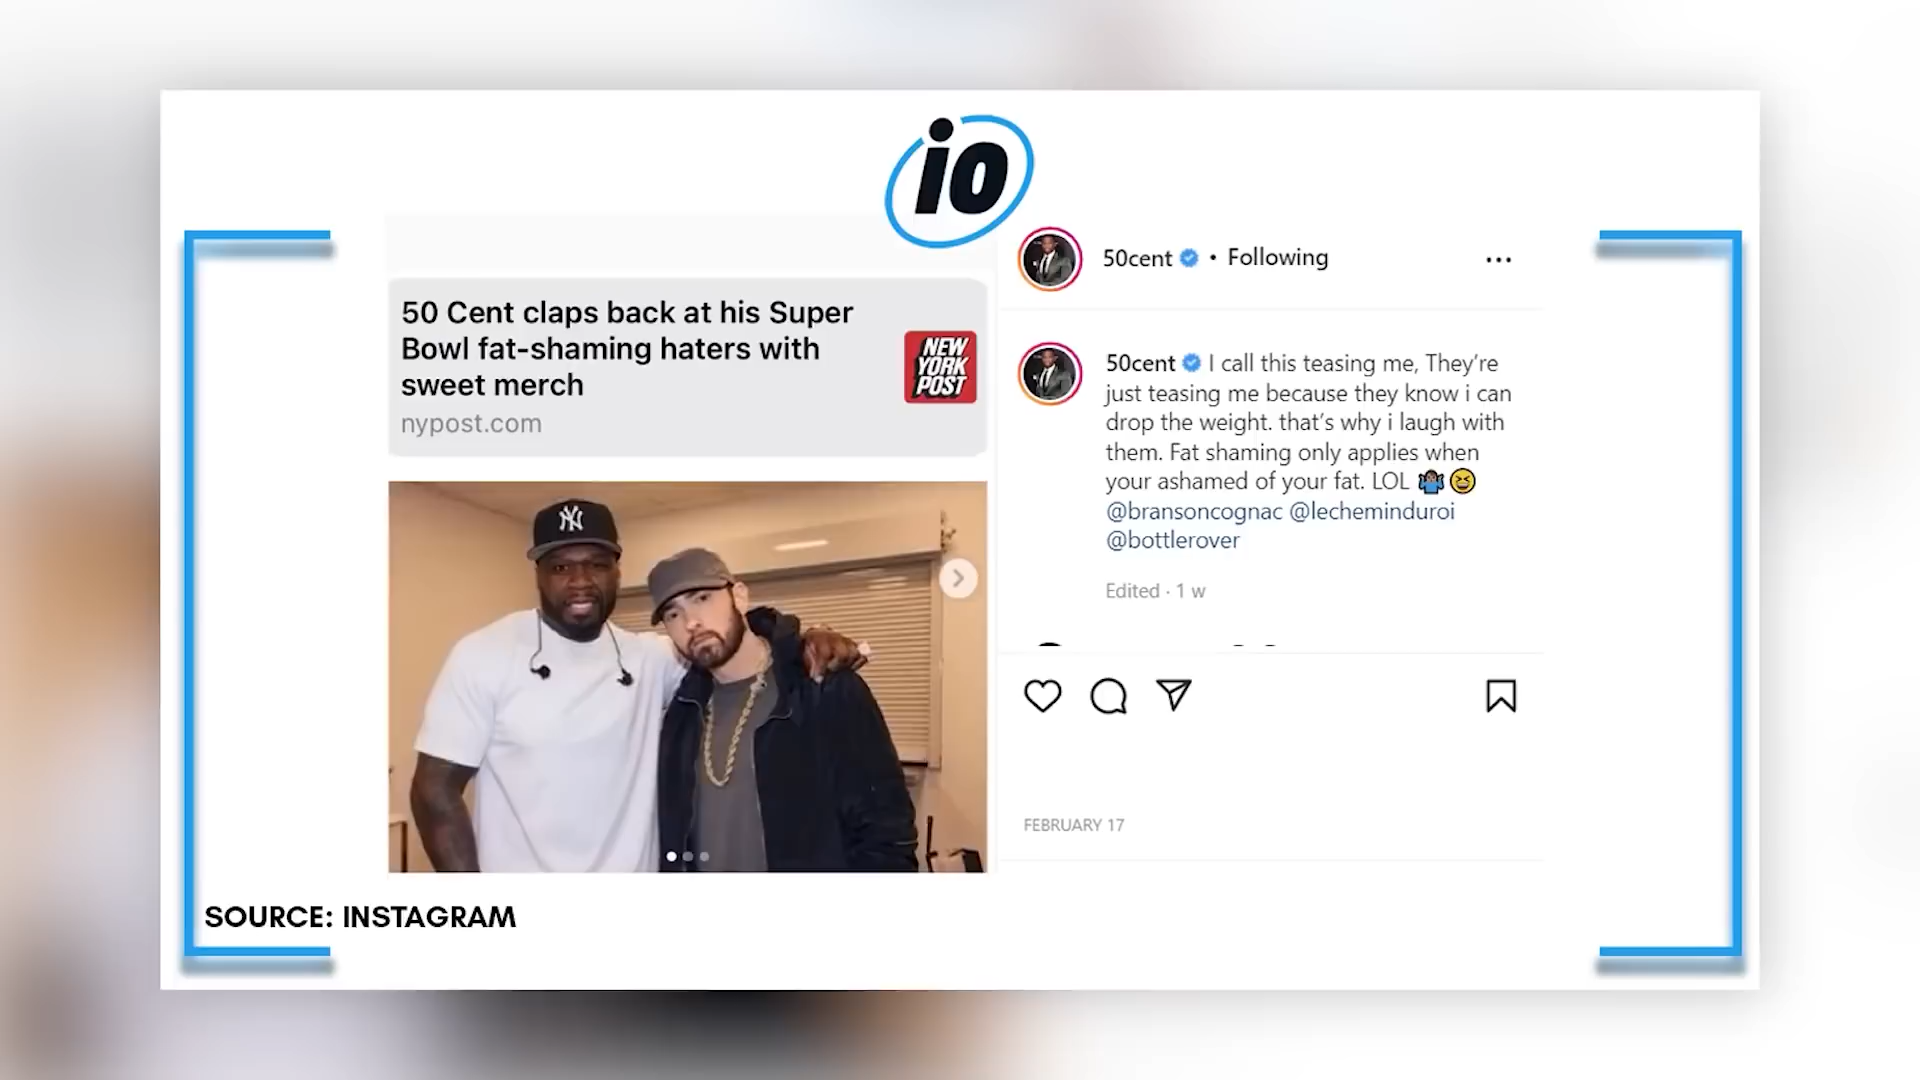 io
50 Cent claps back at his Super
Bowl fat-shaming haters with
sweet merch
nypost.com
NEW
YORK
POST
50cent • Following
50cent I call this teasing me, They’re
just teasing me because they know i can
drop the weight. that’s why i laugh with
them. Fat shaming only applies when
your ashamed of your fat. LOL 🤷🏿‍♂️😆
@bransoncognac @lecheminduroi
@bottlerover
Edited · 1 w
NY
FEBRUARY 17
SOURCE: INSTAGRAM